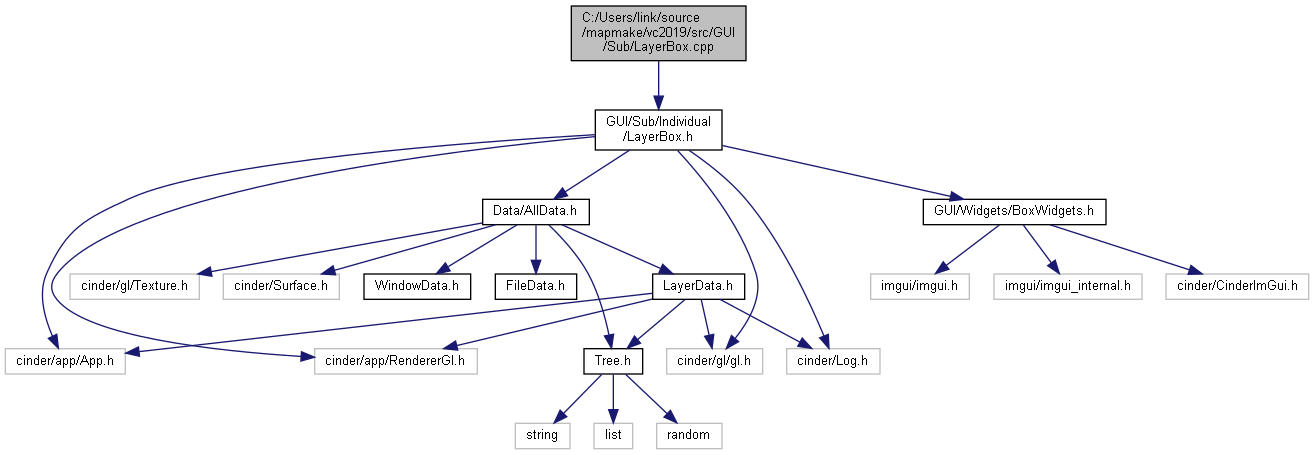 C:/Users/link/source
/mapmake/vc2019/src/GUI
/Sub/LayerBox.cpp
GUI/Sub/Individual
/LayerBox.h
Data/AllData.h
GUI/Widgets/BoxWidgets.h
cinder/gl/Texture.h
cinder/Surface.h
WindowData.h
FileData.h
LayerData.h
imgui/imgui.h
imgui/imgui_internal.h
cinder/CinderImGui.h
cinder/app/App.h
cinder/app/RendererGl.h
Tree.h
cinder/gl/gl.h
cinder/Log.h
string
list
random